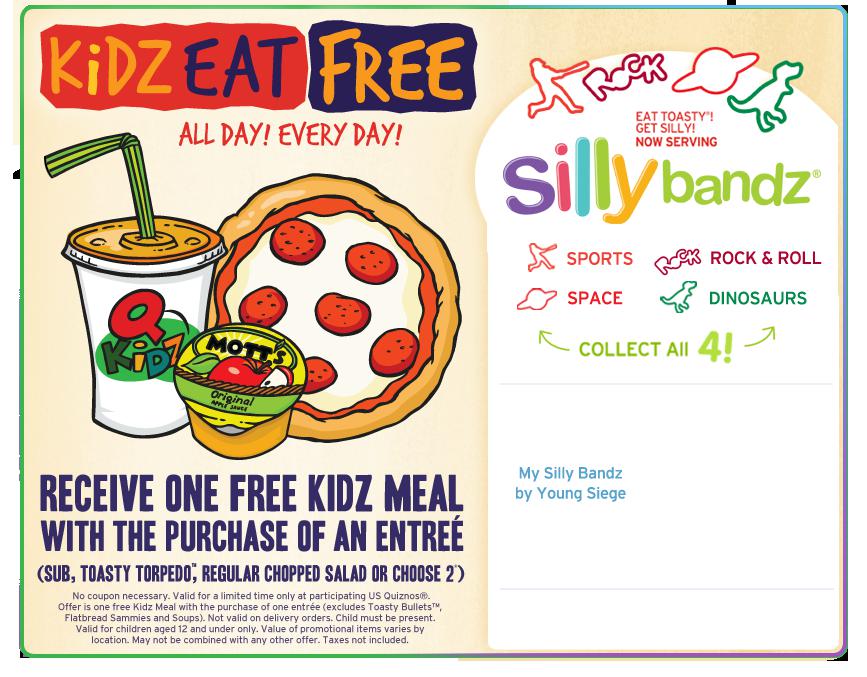 KiDZ EAT FREE
ALL DAY! EVERY DAY!
Q
KiDZ
MOTT'S
Original
APPLE SAUCE
RECEIVE ONE FREE KIDZ MEAL
WITH THE PURCHASE OF AN ENTREÉ
(SUB, TOASTY TORPEDO™, REGULAR CHOPPED SALAD OR CHOOSE 2®)
No coupon necessary. Valid for a limited time only at participating US Quiznos®.
Offer is one free Kidz Meal with the purchase of one entrée (excludes Toasty Bullets™,
Flatbread Sammies and Soups). Not valid on delivery orders. Child must be present.
Valid for children aged 12 and under only. Value of promotional items varies by
location. May not be combined with any other offer. Taxes not included.
ROCK
EAT TOASTY®!
GET SILLY!
NOW SERVING
Sillybandz®
SPORTS
ROCK ROCK & ROLL
SPACE
DINOSAURS
COLLECT All 4!
My Silly Bandz
by Young Siege